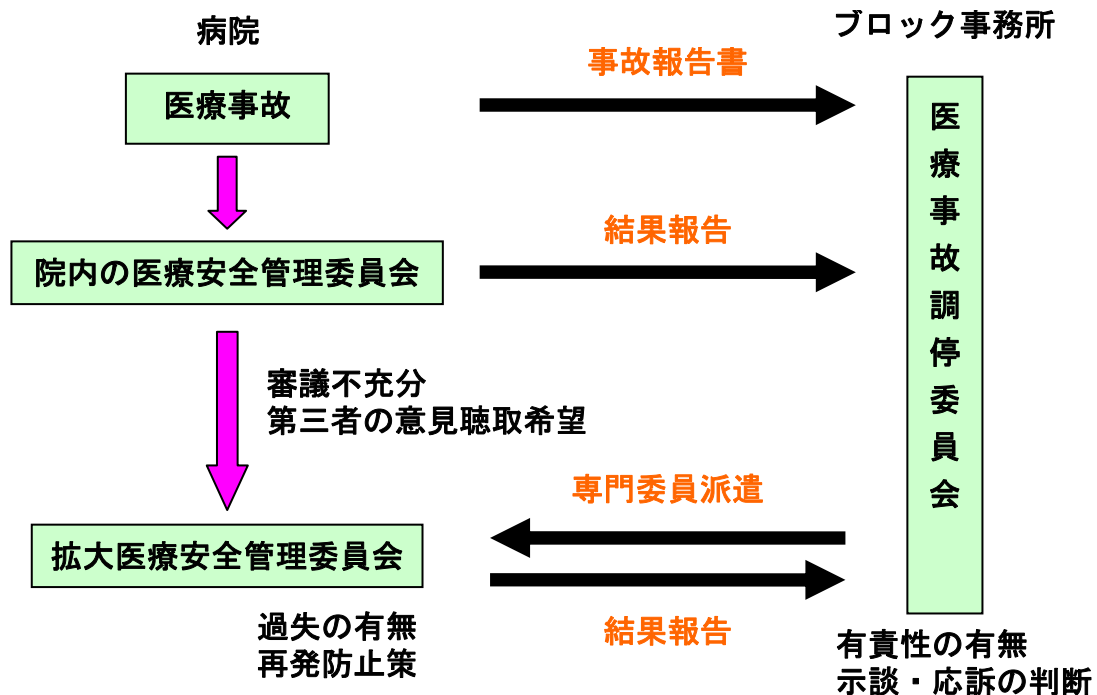 病院
ブロック事務所
医療事故
事故報告書
医療事故調停委員会
院内の医療安全管理委員会
結果報告
審議不充分
第三者の意見聴取希望
専門委員派遣
拡大医療安全管理委員会
結果報告
過失の有無
再発防止策
有責性の有無
示談・応訴の判断